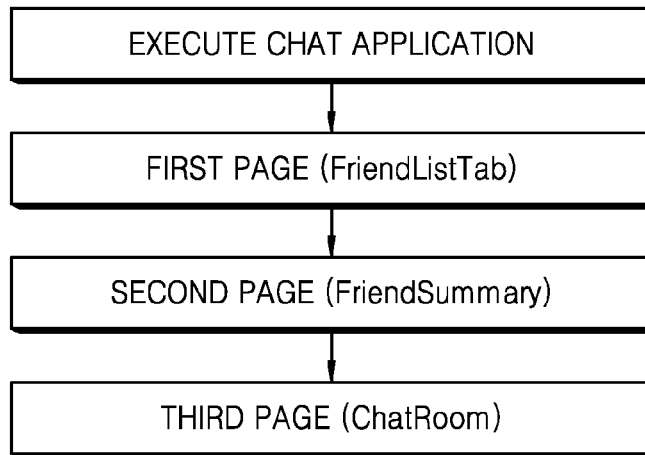 EXECUTE CHAT APPLICATION
FIRST PAGE (FriendListTab)
SECOND PAGE (FriendSummary)
THIRD PAGE (ChatRoom)